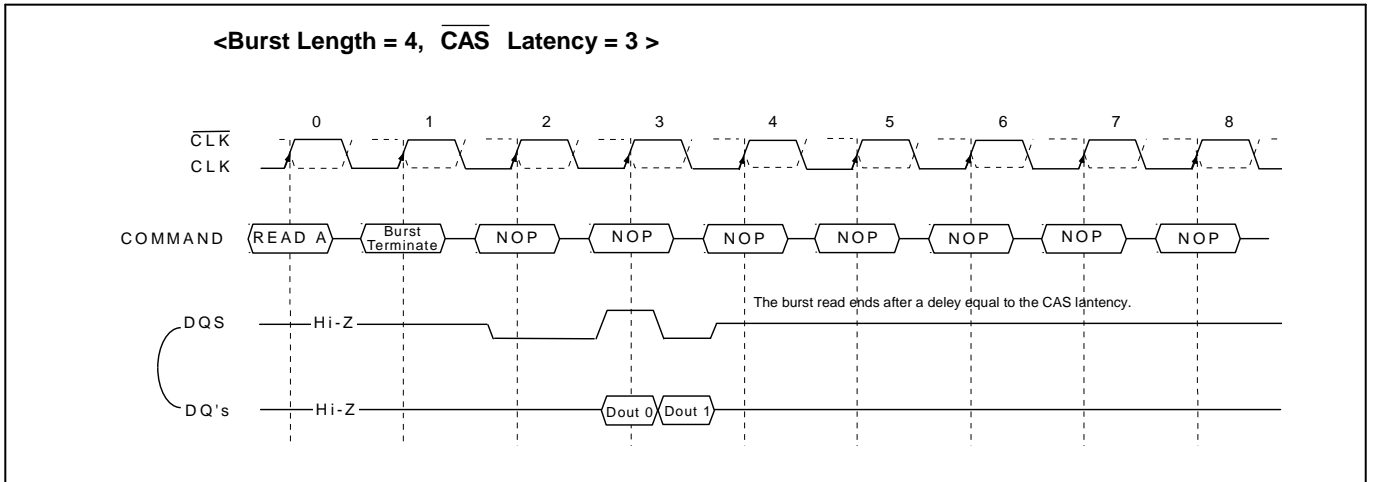 <Burst Length = 4, CAS Latency = 3 >
0 1 2 3 4 5 6 7 8
CLK
CLK
COMMAND READ A Burst Terminate NOP NOP NOP NOP NOP NOP NOP
The burst read ends after a deley equal to the CAS lantency.
DQS Hi-Z
DQ's Hi-Z Dout 0 Dout 1